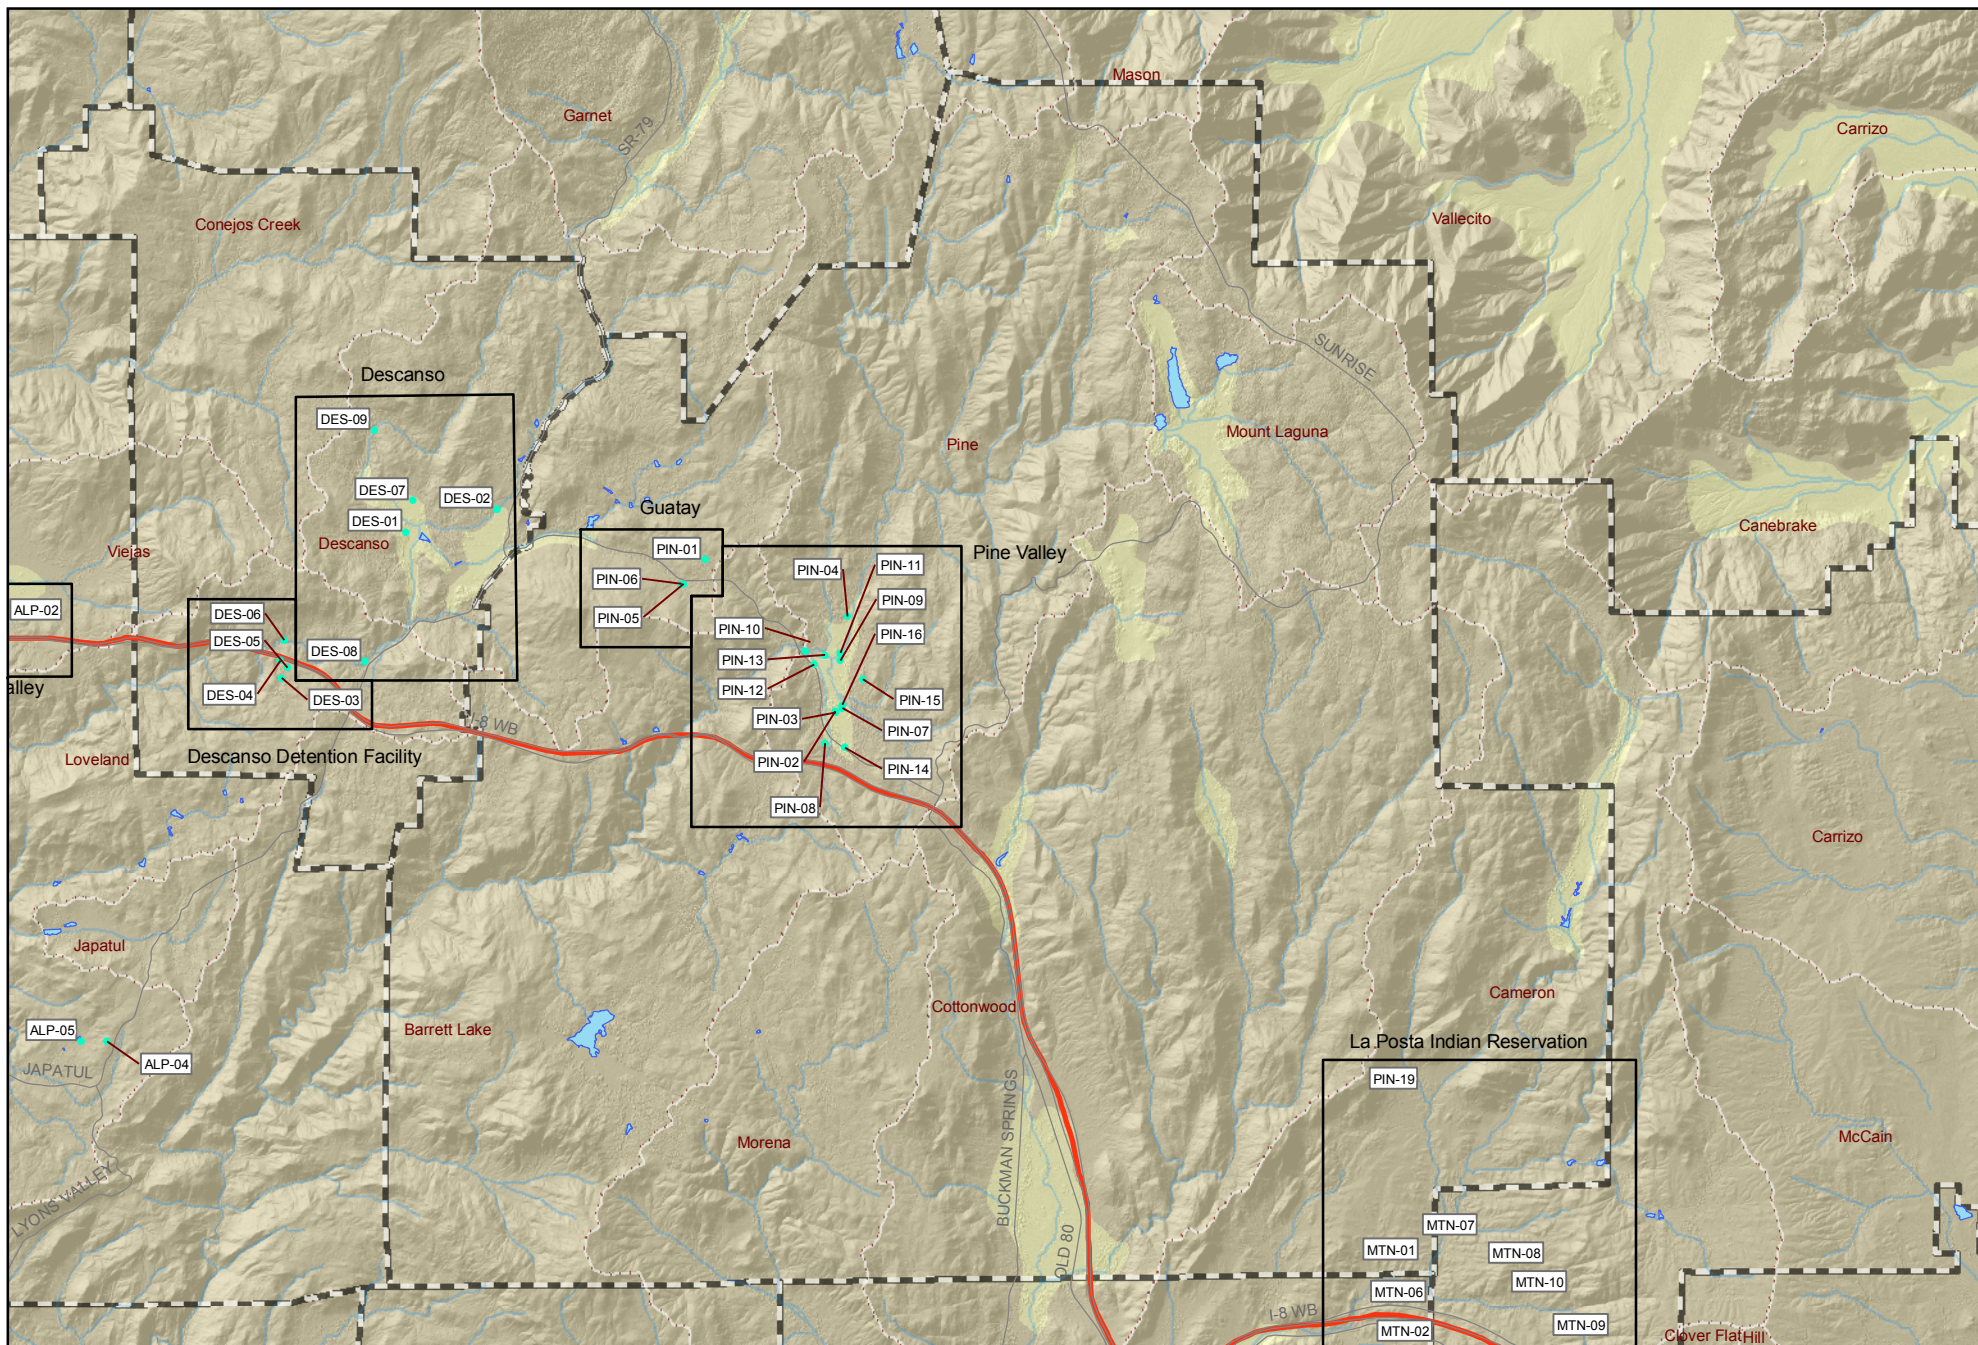 Mason
Garnet
SR-79
Carrizo
Conejos Creek
Vallecito
SUNRISE
Descanso
DES-09
Mount Laguna
Pine
DES-07
DES-02
Guatay
DES-01
Descanso
Canebrake
Viejas
PIN-01
Pine Valley
PIN-04
PIN-11
PIN-06
PIN-09
ALP-02
DES-06
PIN-05
PIN-10
PIN-16
DES-05
DES-08
PIN-13
alley
PIN-12
DES-04
DES-03
PIN-15
PIN-03
I-8 WB
PIN-07
Loveland
Descanso Detention Facility
PIN-02
PIN-14
PIN-08
Carrizo
Japatul
Cameron
Cottonwood
ALP-05
Barrett Lake
La Posta Indian Reservation
ALP-04
JAPATUL
PIN-19
BUCKMAN SPRINGS
Morena
McCain
LYONS VALLEY
MTN-07
MTN-01
MTN-08
OLD 80
MTN-10
MTN-06
I-8 WB
MTN-02
MTN-09
Clover Flat
Hill